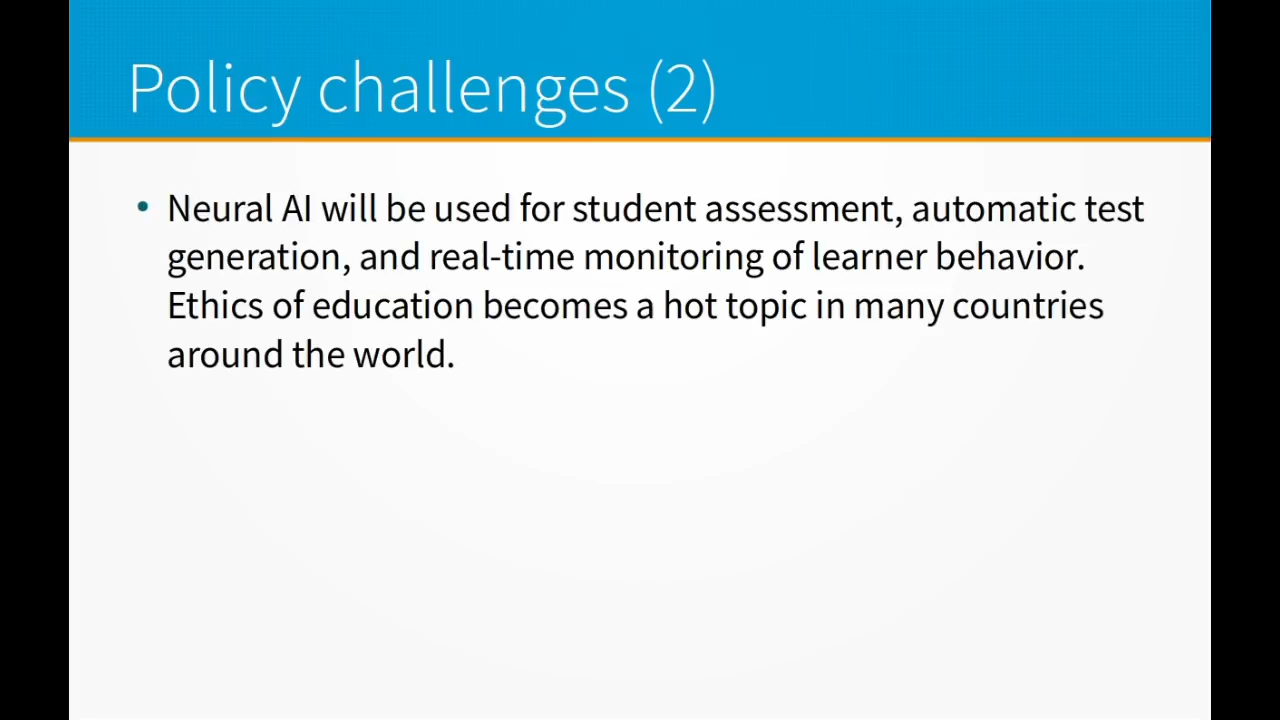 Policy challenges (2)
• Neural AI will be used for student assessment, automatic test
generation, and real-time monitoring of learner behavior.
Ethics of education becomes a hot topic in many countries
around the world.